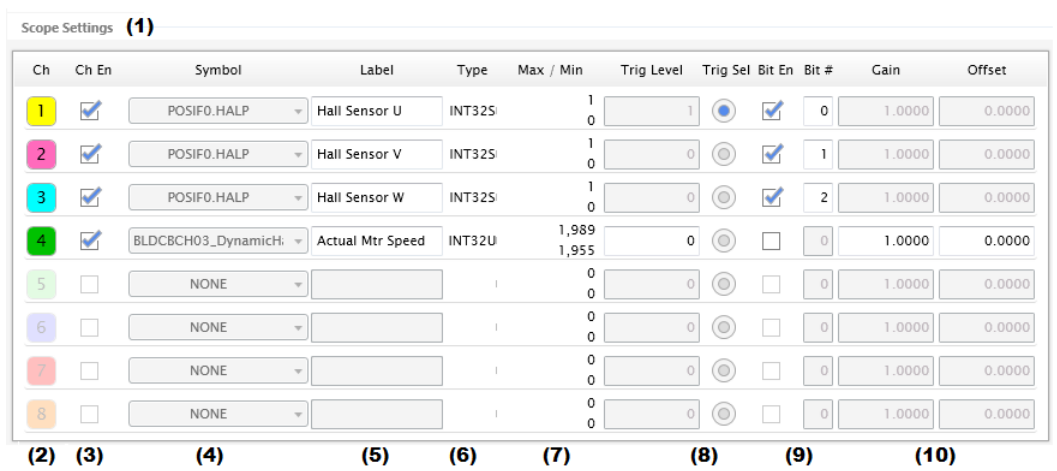 Scope Settings (1)
Ch Ch En Symbol Label Type Max / Min Trig Level Trig Sel Bit En Bit # Gain Offset
1 POSIF0.HALP Hall Sensor U INT32S 1 1 0 1.0000 0.0000
0
2 POSIF0.HALP Hall Sensor V INT32S 1 0 1 1.0000 0.0000
0
3 POSIF0.HALP Hall Sensor W INT32S 1 0 2 1.0000 0.0000
0
4 BLDCBCH03_DynamicH Actual Mtr Speed INT32U 1,989 0 0 1.0000 0.0000
1,955
5 NONE 0 0 0 1.0000 0.0000
0
6 NONE 0 0 0 1.0000 0.0000
0
7 NONE 0 0 0 1.0000 0.0000
0
8 NONE 0 0 0 1.0000 0.0000
0
(2) (3) (4) (5) (6) (7) (8) (9) (10)